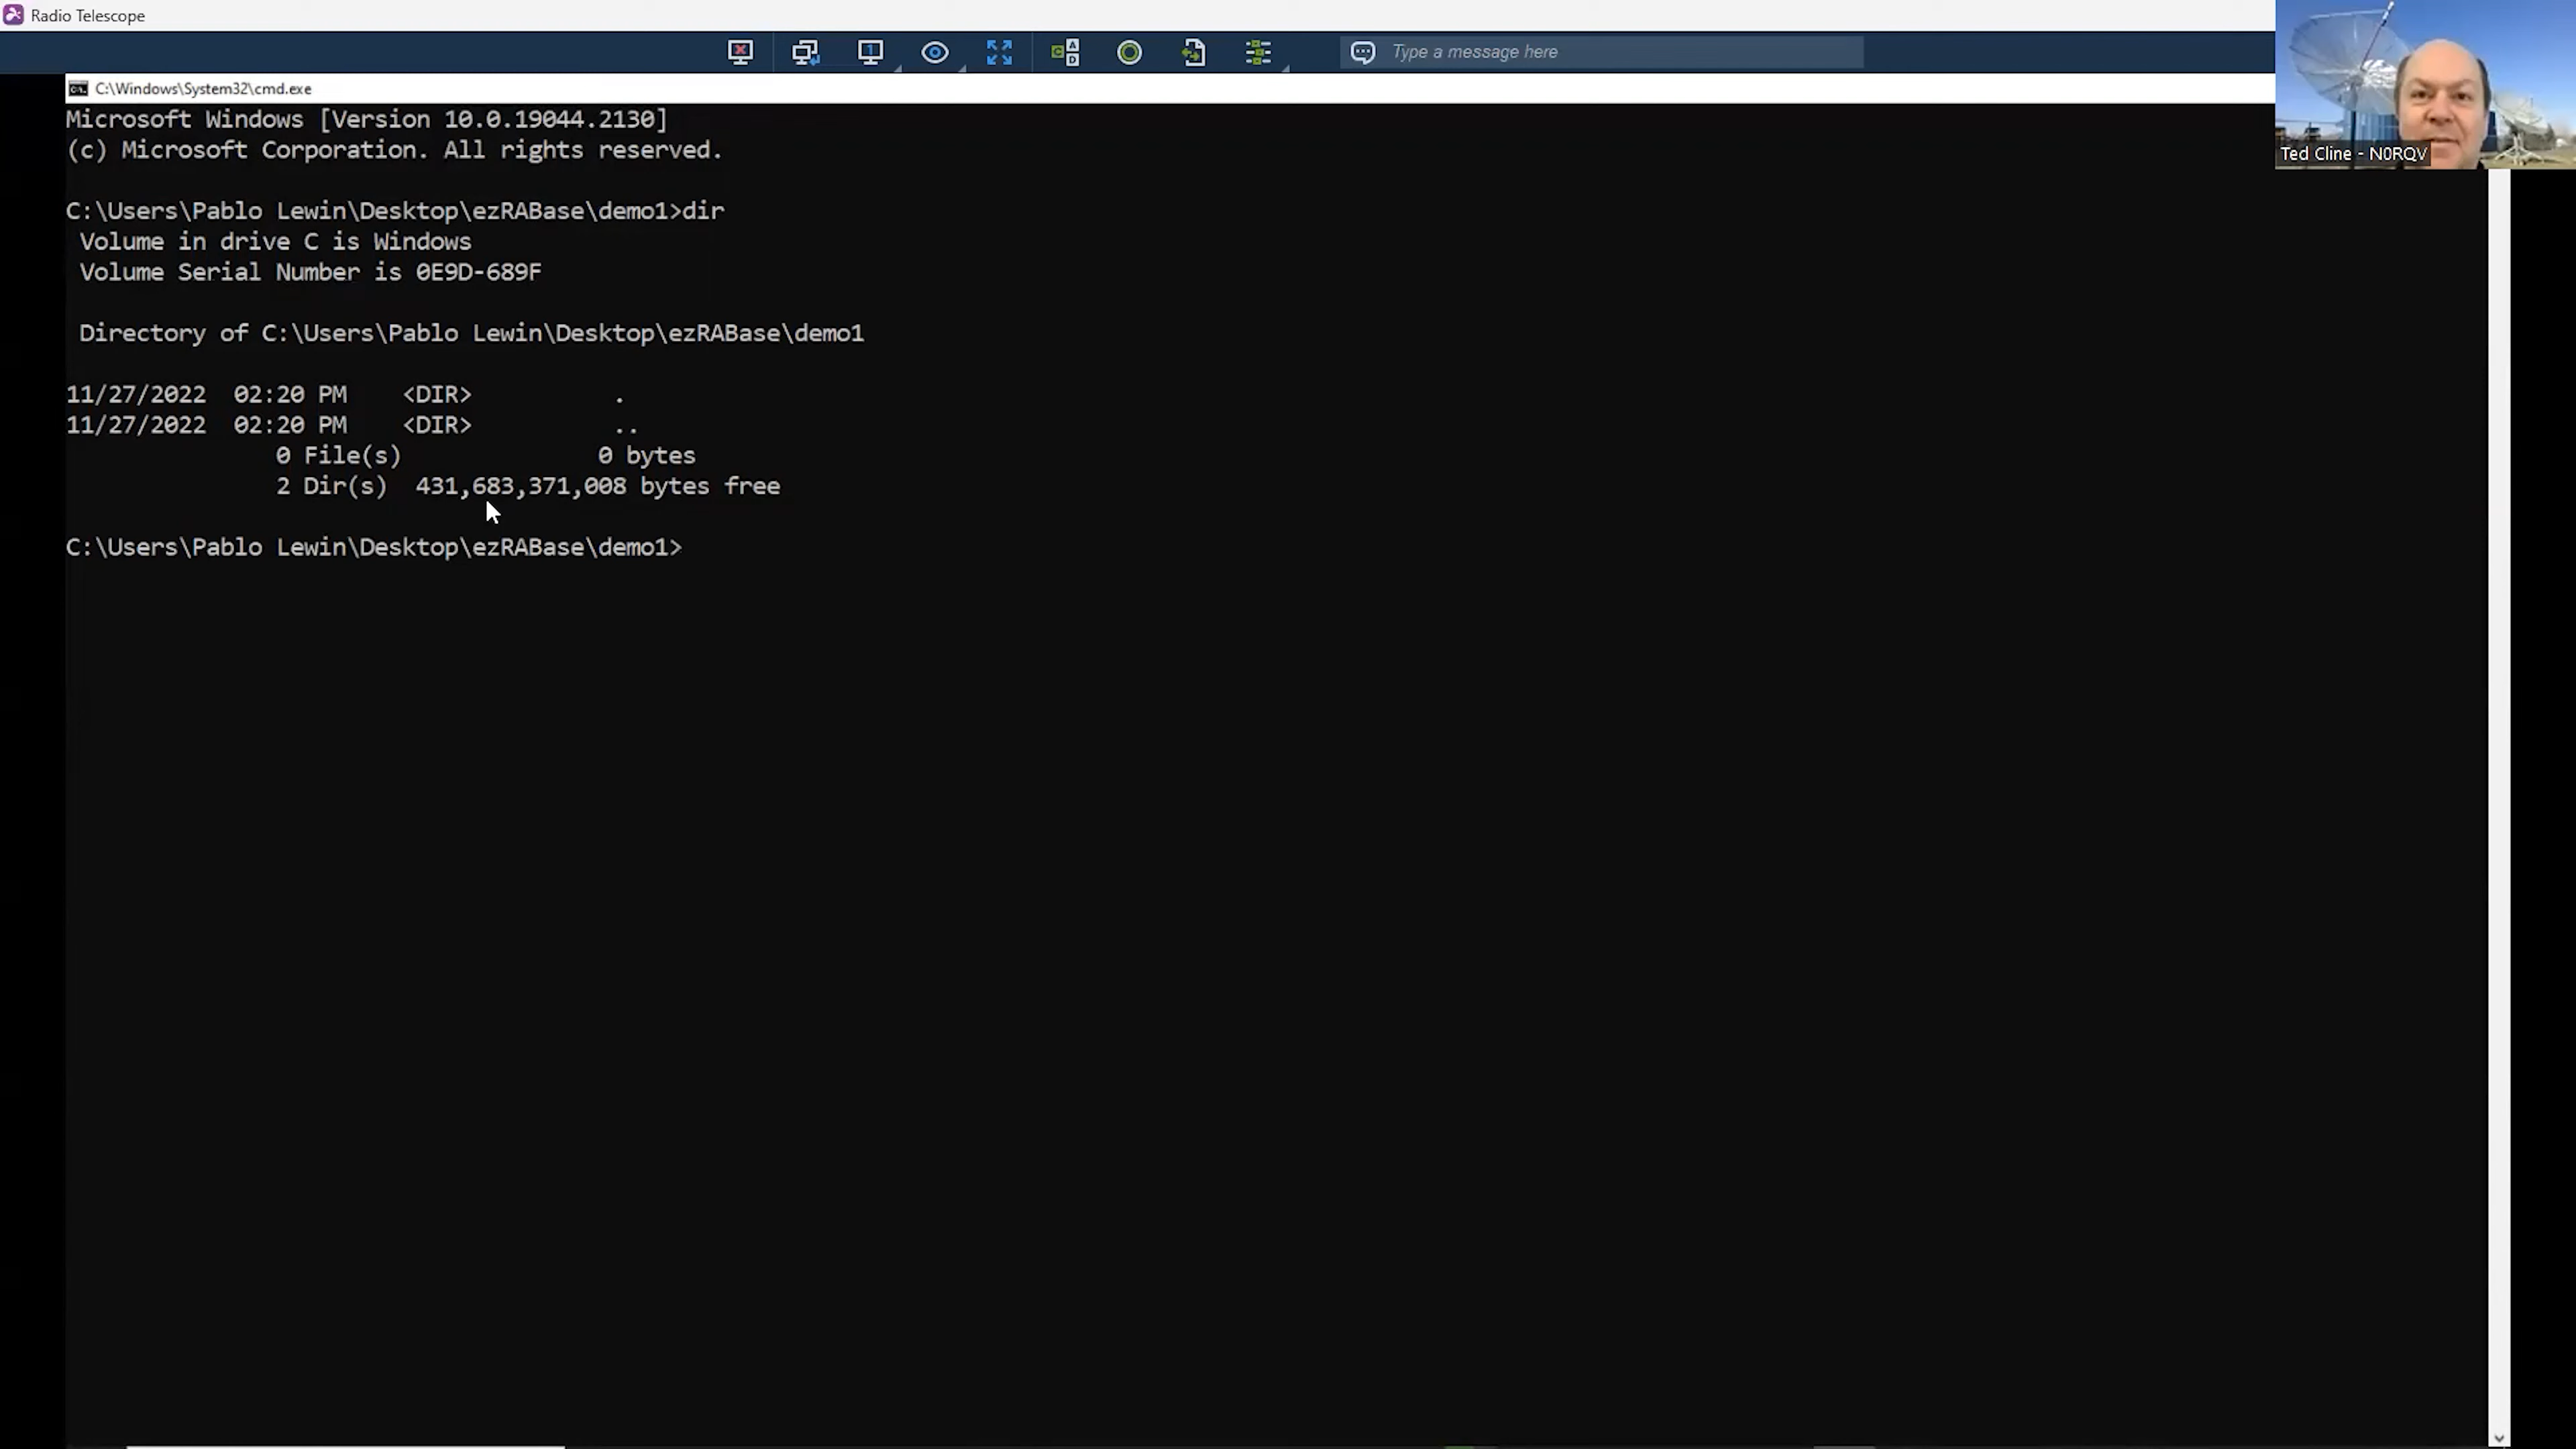 Radio Telescope
Type a message here
Ted Cline - N0RQV
C:\Windows\System32\cmd.exe
Microsoft Windows [Version 10.0.19044.2130]
(c) Microsoft Corporation. All rights reserved.
C:\Users\Pablo Lewin\Desktop\ezRABase\demo1>dir
Volume in drive C is Windows
Volume Serial Number is 0E9D-689F
Directory of C:\Users\Pablo Lewin\Desktop\ezRABase\demo1
11/27/2022  02:20 PM    <DIR>          .
11/27/2022  02:20 PM    <DIR>          ..
0 File(s)              0 bytes
2 Dir(s)  431,683,371,008 bytes free
C:\Users\Pablo Lewin\Desktop\ezRABase\demo1>